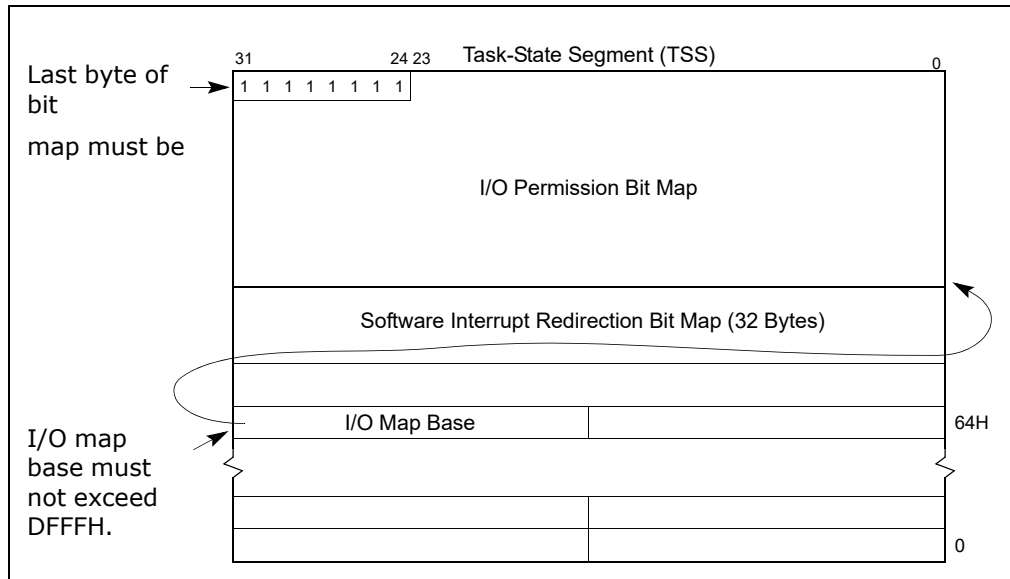 31 24 23 Task-State Segment (TSS) 0
Last byte of
bit
map must be
1 1 1 1 1 1 1 1
I/O Permission Bit Map
Software Interrupt Redirection Bit Map (32 Bytes)
I/O Map Base 64H
I/O map
base must
not exceed
DFFFH.
0